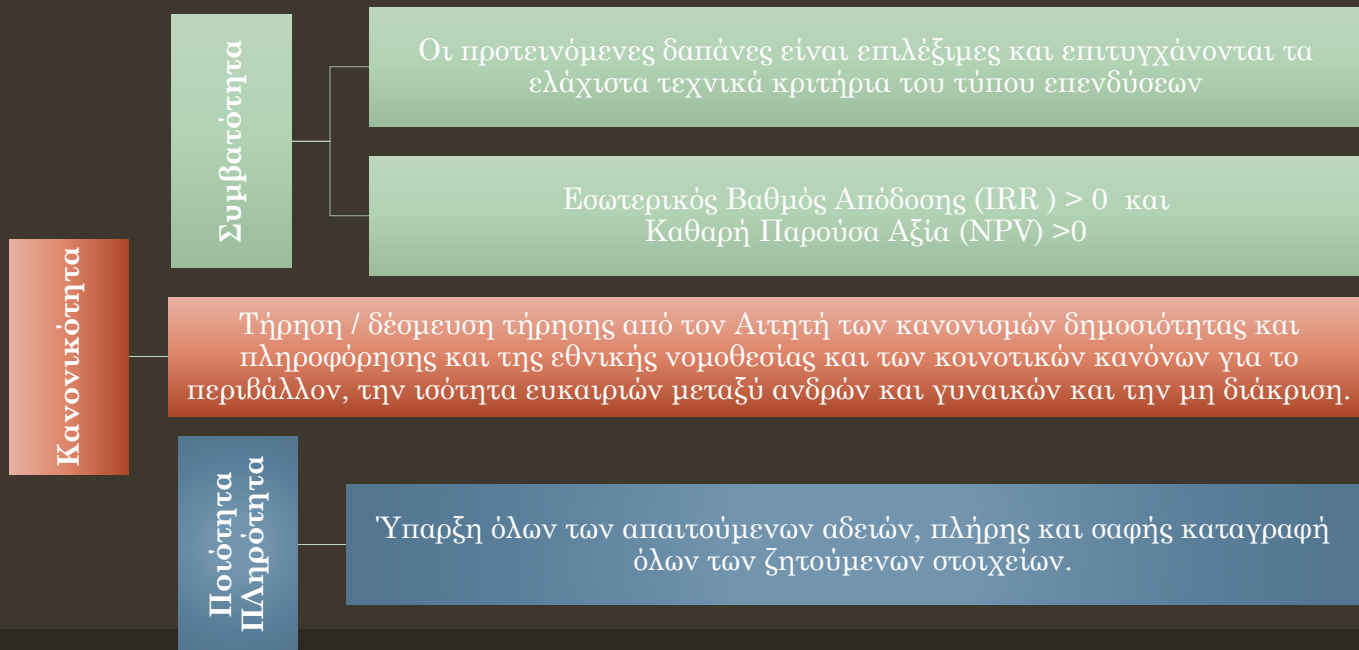 Συμβατότητα
Οι προτεινόμενες δαπάνες είναι επιλέξιμες και επιτυγχάνονται τα
ελάχιστα τεχνικά κριτήρια του τύπου επενδύσεων
Εσωτερικός Βαθμός Απόδοσης (IRR ) > 0 και
Καθαρή Παρούσα Αξία (NPV) >0
Κανονικότητα
Τήρηση / δέσμευση τήρησης από τον Αιτητή των κανονισμών δημοσιότητας και
πληροφόρησης και της εθνικής νομοθεσίας και των κοινοτικών κανόνων για το
περιβάλλον, την ισότητα ευκαιριών μεταξύ ανδρών και γυναικών και την μη διάκριση.
Ποιότητα
Πληρότητα
Ύπαρξη όλων των απαιτούμενων αδειών, πλήρης και σαφής καταγραφή
όλων των ζητούμενων στοιχείων.